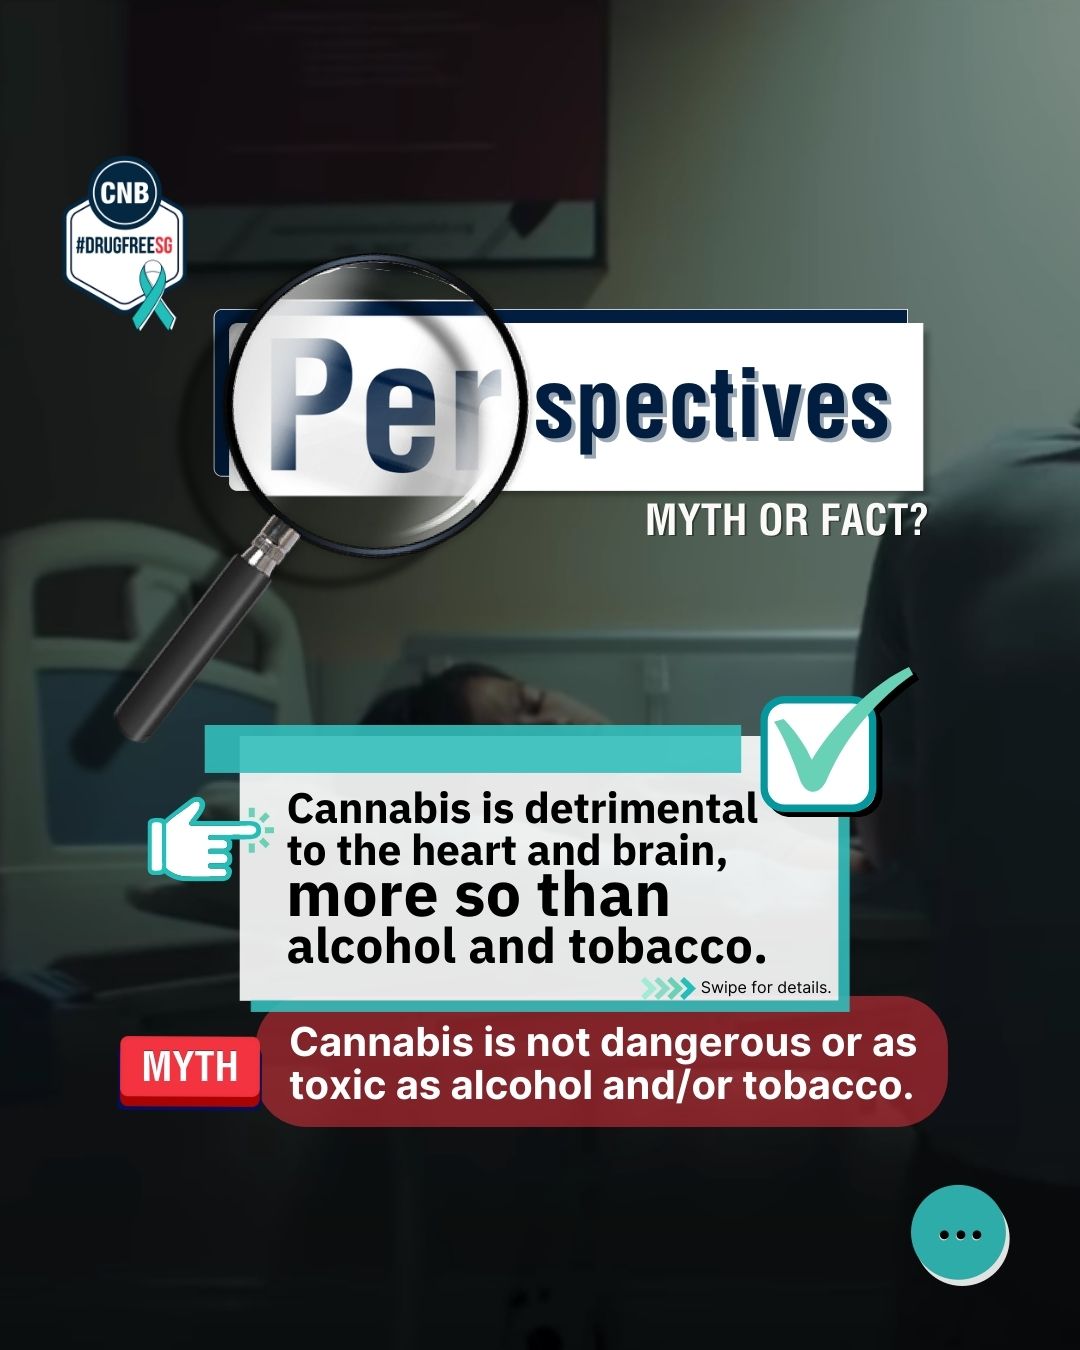 CNB
#DRUGFREESG
Perspectives
MYTH OR FACT?
Cannabis is detrimental
to the heart and brain,
more so than
alcohol and tobacco.
Swipe for details.
MYTH
Cannabis is not dangerous or as
toxic as alcohol and/or tobacco.